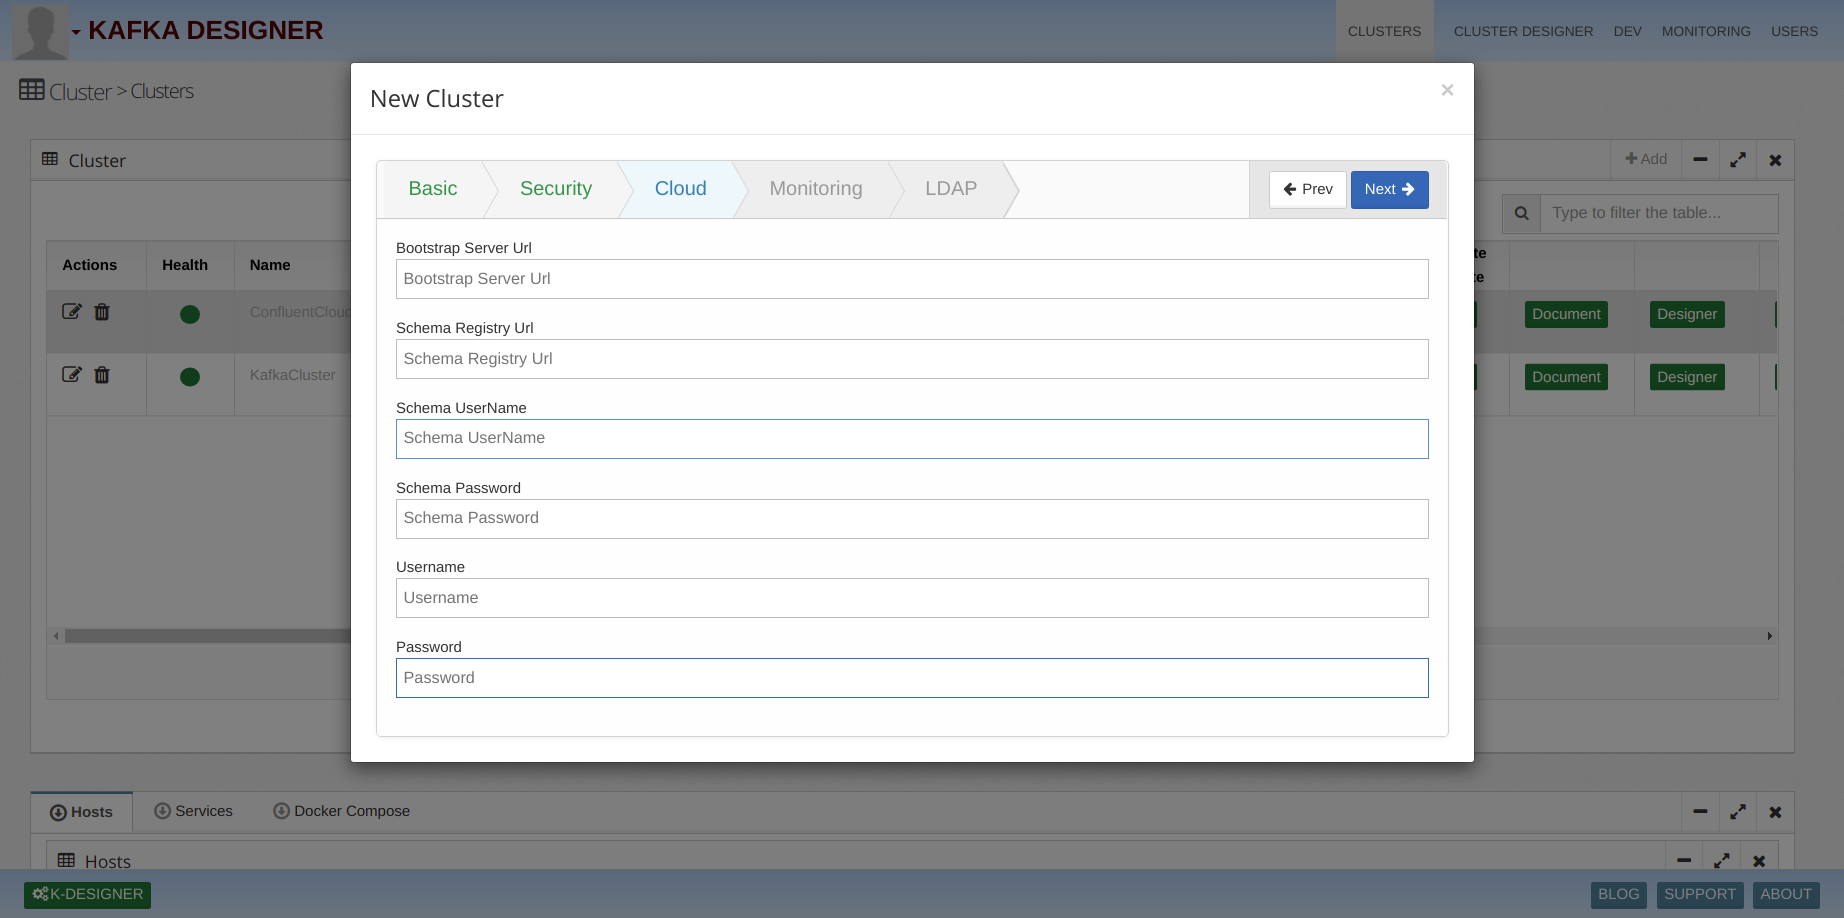 KAFKA DESIGNER
CLUSTERS CLUSTER DESIGNER DEV MONITORING USERS
Cluster > Clusters
New Cluster
×
Cluster
Add
Basic Security Cloud Monitoring LDAP
Prev Next
Type to filter the table...
Actions Health Name
te
te
Bootstrap Server Url
Bootstrap Server Url
ConfluentCloud
Document Designer
Schema Registry Url
Schema Registry Url
KafkaCluster
Document Designer
Schema UserName
Schema UserName
Schema Password
Schema Password
Username
Username
Password
Password
Hosts Services Docker Compose
Hosts
K-DESIGNER
BLOG SUPPORT ABOUT